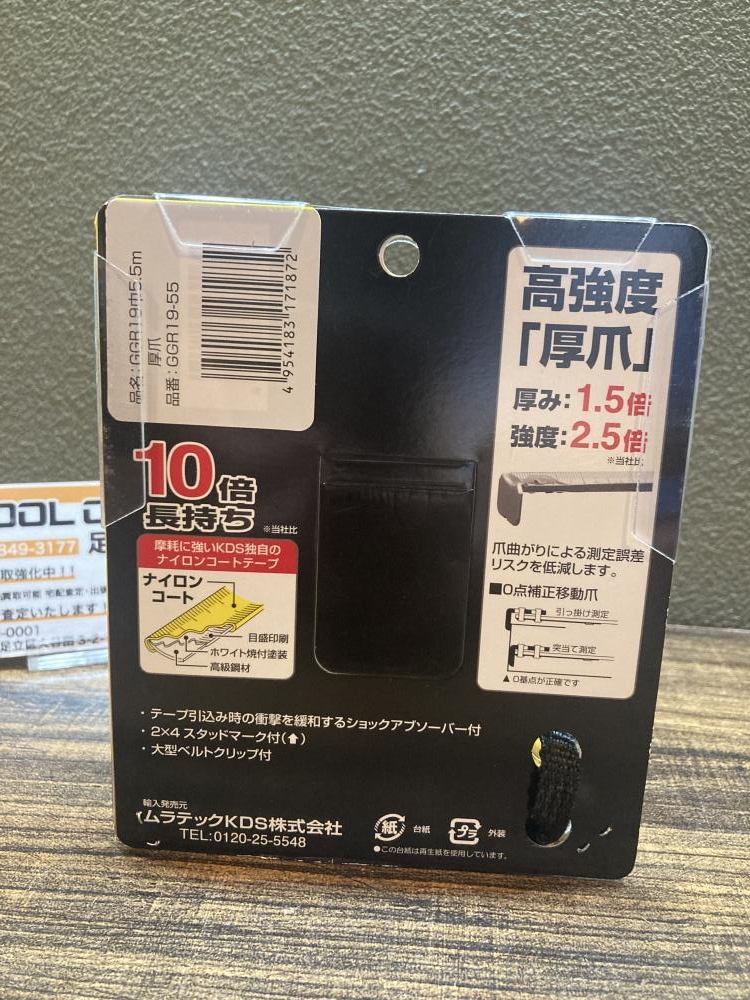 品名:GGR19巾5.5m
厚爪
品番:GGR19-55
4 954183 171872
高強度
「厚爪」
厚み:1.5倍
強度:2.5倍
※当社比
爪曲がりによる測定誤差
リスクを低減します。
■0点補正移動爪
引っ掛け測定
突当て測定
▲0基点が正確です
10倍
長持ち
※当社比
摩耗に強いKDS独自の
ナイロンコートテープ
ナイロン
コート
目盛印刷
ホワイト焼付塗装
高級鋼材
・テープ引込み時の衝撃を緩和するショックアブソーバー付
・2×4スタッドマーク付(⬆)
・大型ベルトクリップ付
輸入発売元
ムラテックKDS株式会社
TEL:0120-25-5548
紙 台紙
プラ 外装
●この台紙は再生紙を使用しています。
OOL
849-3177 足
取強化中!!
買取可能 宅配査定・出張
査定いたします!
-0001